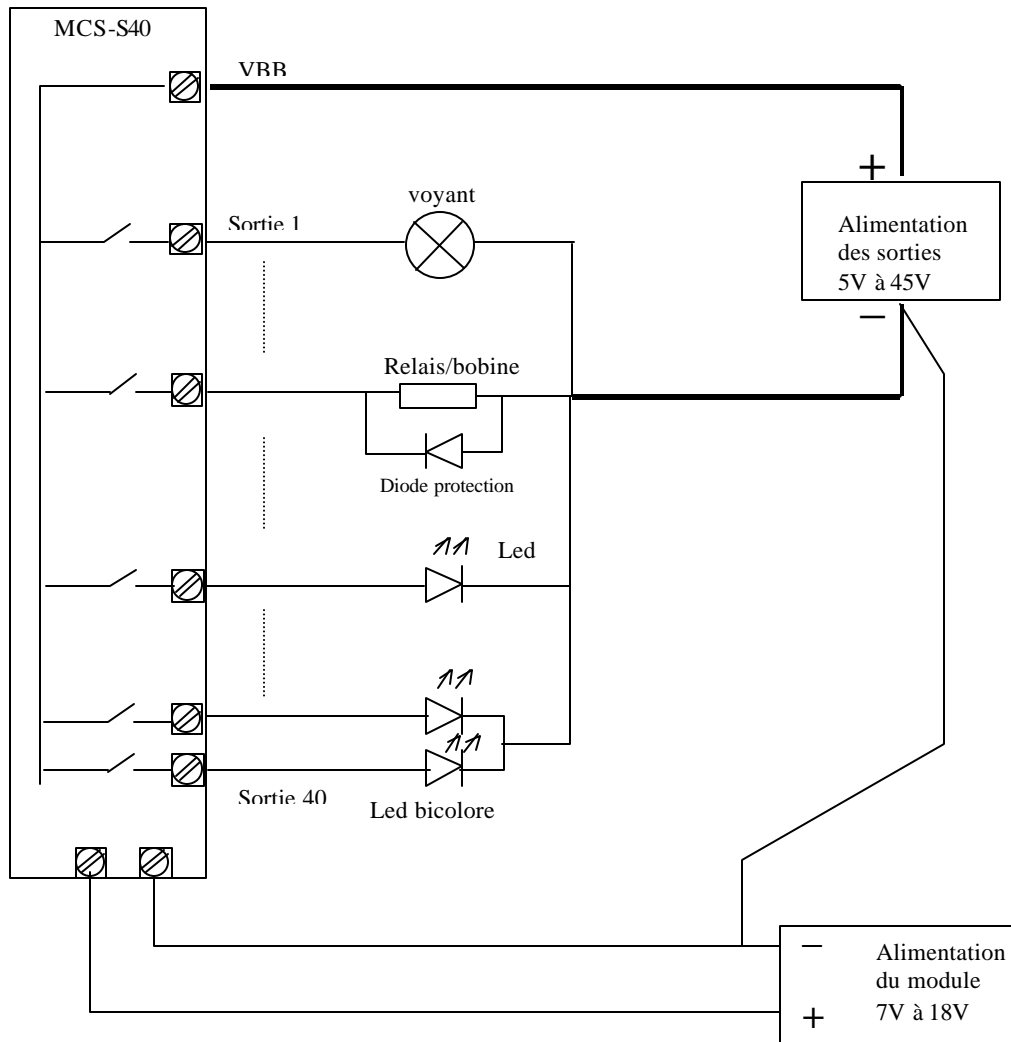 MCS-S40
VBB
+
voyant
Sortie 1
Alimentation
des sorties
5V à 45V
–
Relais/bobine
Diode protection
Led
Sortie 40
Led bicolore
–
Alimentation
du module
+
7V à 18V